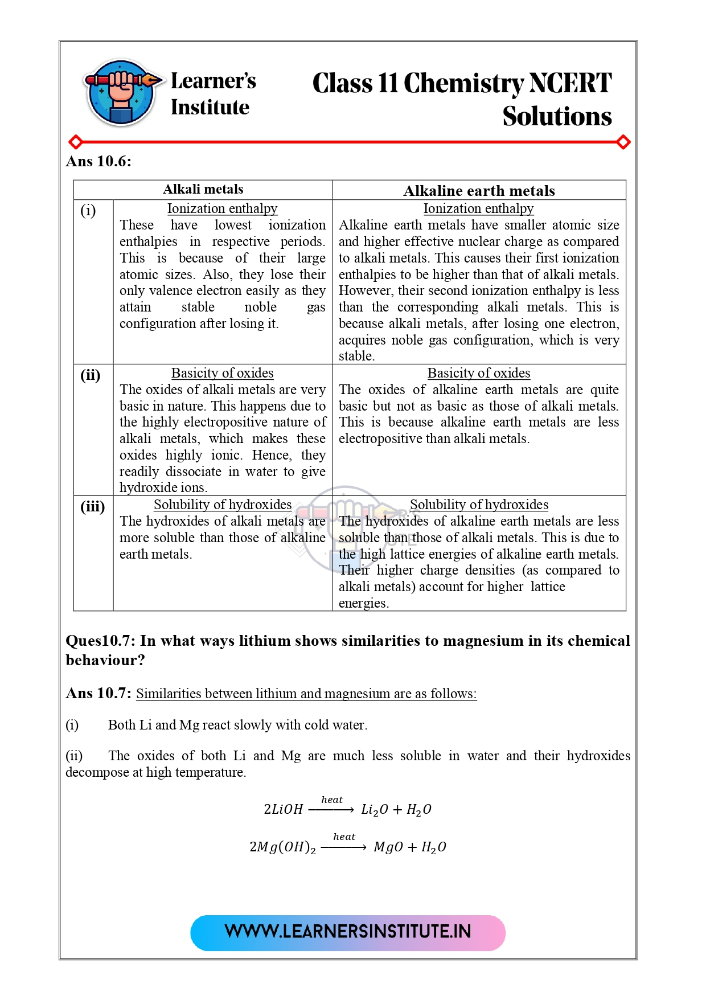 Learner's
Institute
Class 11 Chemistry NCERT
Solutions
Ans 10.6:
Alkali metals
Alkaline earth metals
(i)
Ionization enthalpy
These have lowest ionization
enthalpies in respective periods.
This is because of their large
atomic sizes. Also, they lose their
only valence electron easily as they
attain stable noble gas
configuration after losing it.
Ionization enthalpy
Alkaline earth metals have smaller atomic size
and higher effective nuclear charge as compared
to alkali metals. This causes their first ionization
enthalpies to be higher than that of alkali metals.
However, their second ionization enthalpy is less
than the corresponding alkali metals. This is
because alkali metals, after losing one electron,
acquires noble gas configuration, which is very
stable.
(ii)
Basicity of oxides
The oxides of alkali metals are very
basic in nature. This happens due to
the highly electropositive nature of
alkali metals, which makes these
oxides highly ionic. Hence, they
readily dissociate in water to give
hydroxide ions.
Basicity of oxides
The oxides of alkaline earth metals are quite
basic but not as basic as those of alkali metals.
This is because alkaline earth metals are less
electropositive than alkali metals.
(iii)
Solubility of hydroxides
The hydroxides of alkali metals are
more soluble than those of alkaline
earth metals.
Solubility of hydroxides
The hydroxides of alkaline earth metals are less
soluble than those of alkali metals. This is due to
the high lattice energies of alkaline earth metals.
Their higher charge densities (as compared to
alkali metals) account for higher lattice
energies.
Ques10.7: In what ways lithium shows similarities to magnesium in its chemical
behaviour?
Ans 10.7: Similarities between lithium and magnesium are as follows:
(i) Both Li and Mg react slowly with cold water.
(ii) The oxides of both Li and Mg are much less soluble in water and their hydroxides
decompose at high temperature.
2LiOH —heat→ Li₂O + H₂O
2Mg(OH)₂ —heat→ MgO + H₂O
WWW.LEARNERSINSTITUTE.IN